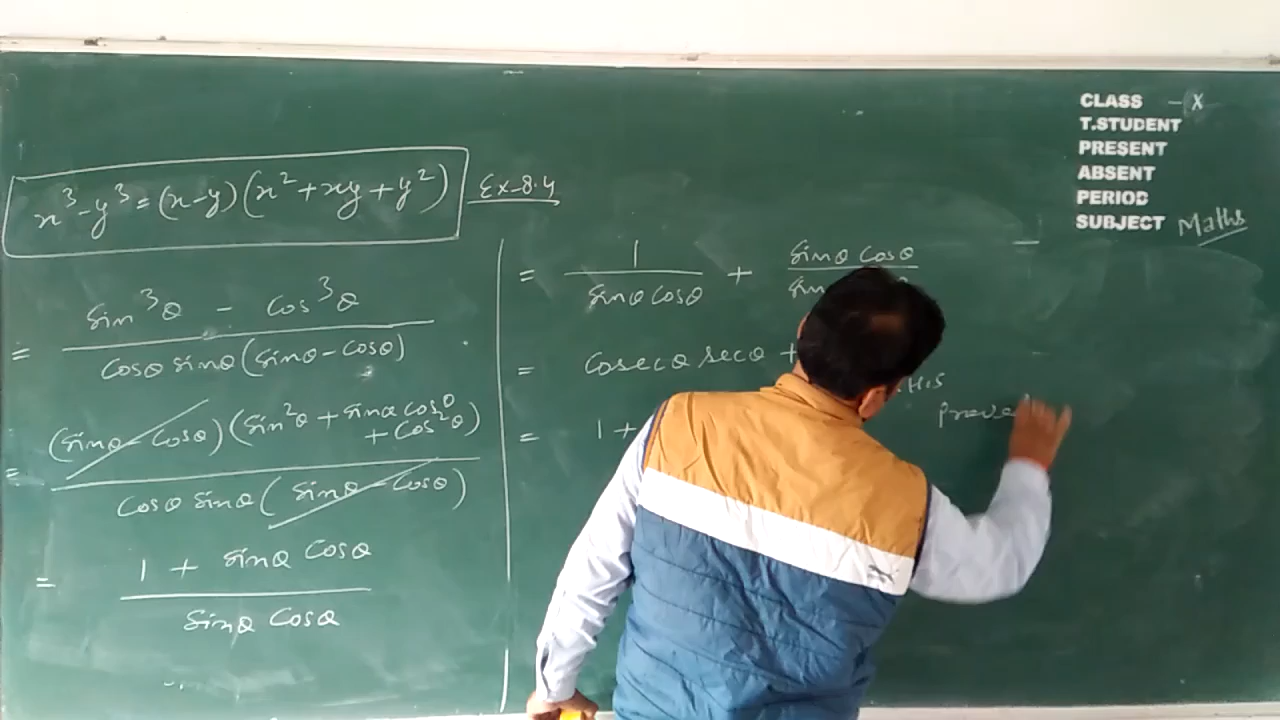 x³-y³=(x-y)(x²+xy+y²) Ex-8.4
= sin³θ - cos³θ
cosθ sinθ(sinθ-cosθ)
= (sinθ-cosθ)(sin²θ+sinθ cosθ
+cos²θ)
cosθ sinθ(sinθ-cosθ)
= 1 + sinθ cosθ
sinθ cosθ
= 1 + sinθ cosθ
sinθ cosθ
= cosecθ secθ +
= 1+
CLASS - X
T.STUDENT
PRESENT
ABSENT
PERIOD
SUBJECT Maths